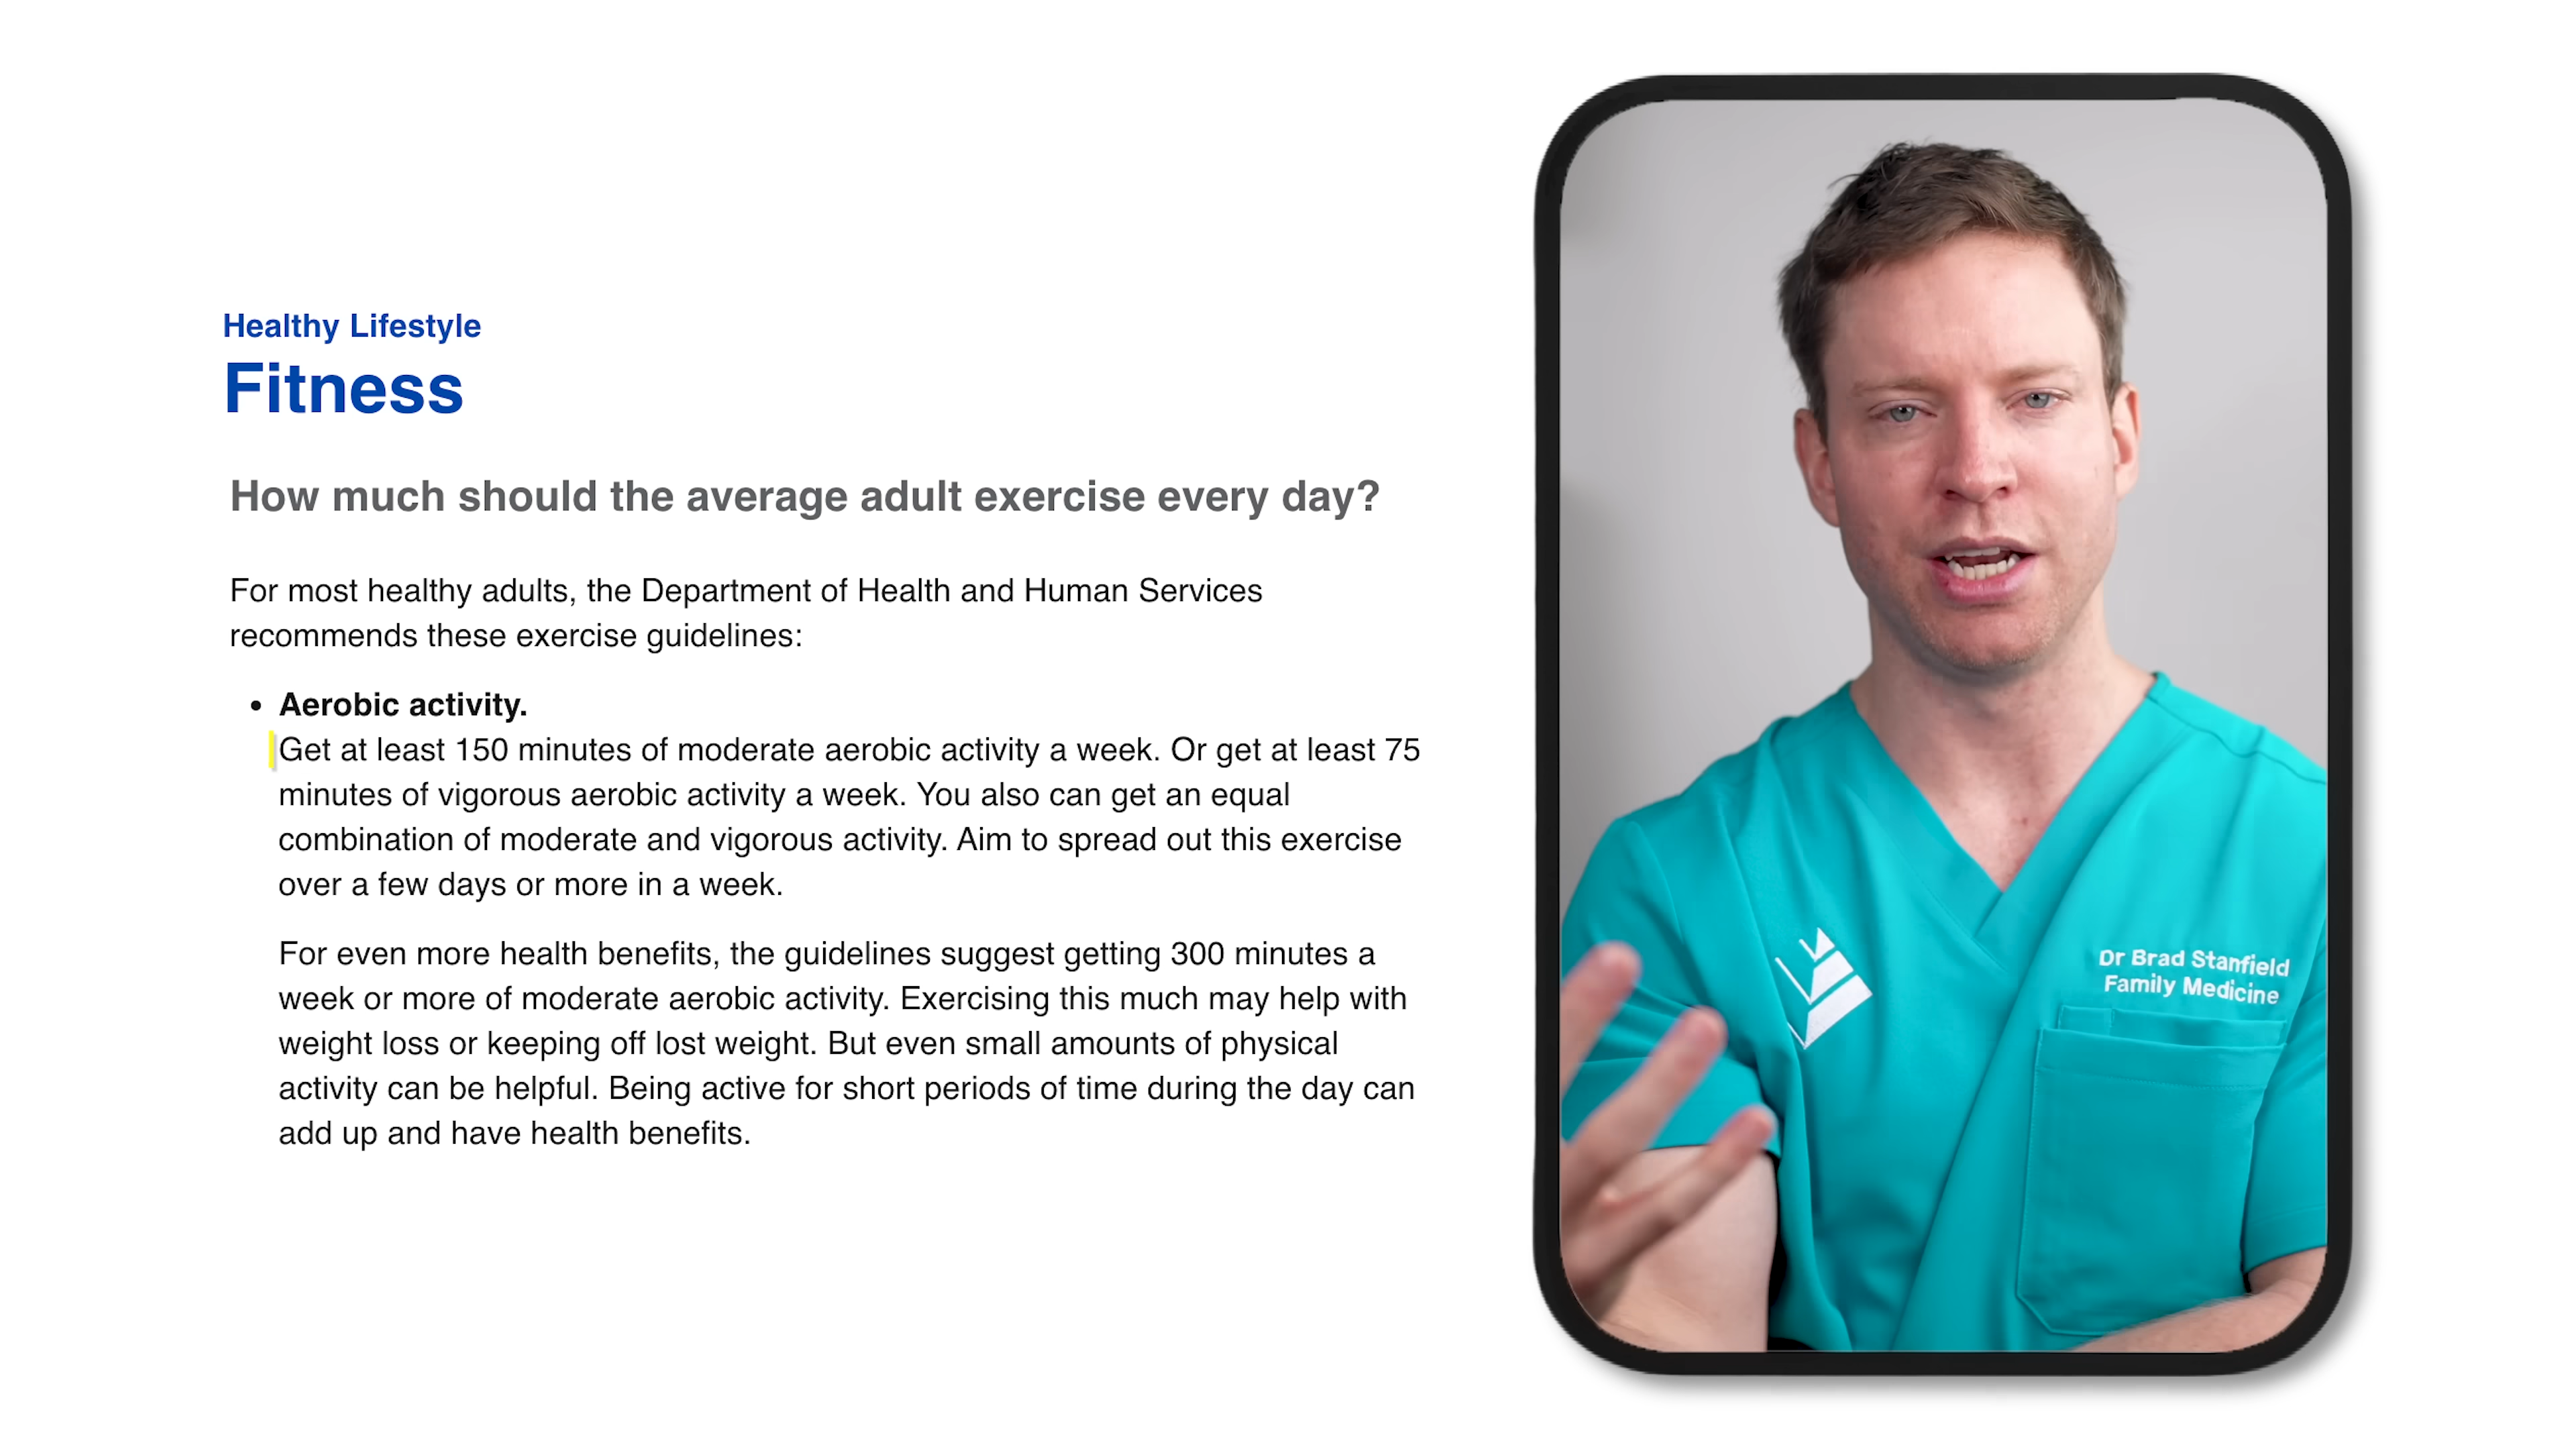 Healthy Lifestyle
Fitness
How much should the average adult exercise every day?
For most healthy adults, the Department of Health and Human Services
recommends these exercise guidelines:
• Aerobic activity.
Get at least 150 minutes of moderate aerobic activity a week. Or get at least 75
minutes of vigorous aerobic activity a week. You also can get an equal
combination of moderate and vigorous activity. Aim to spread out this exercise
over a few days or more in a week.
For even more health benefits, the guidelines suggest getting 300 minutes a
week or more of moderate aerobic activity. Exercising this much may help with
weight loss or keeping off lost weight. But even small amounts of physical
activity can be helpful. Being active for short periods of time during the day can
add up and have health benefits.
Dr Brad Stanfield
Family Medicine